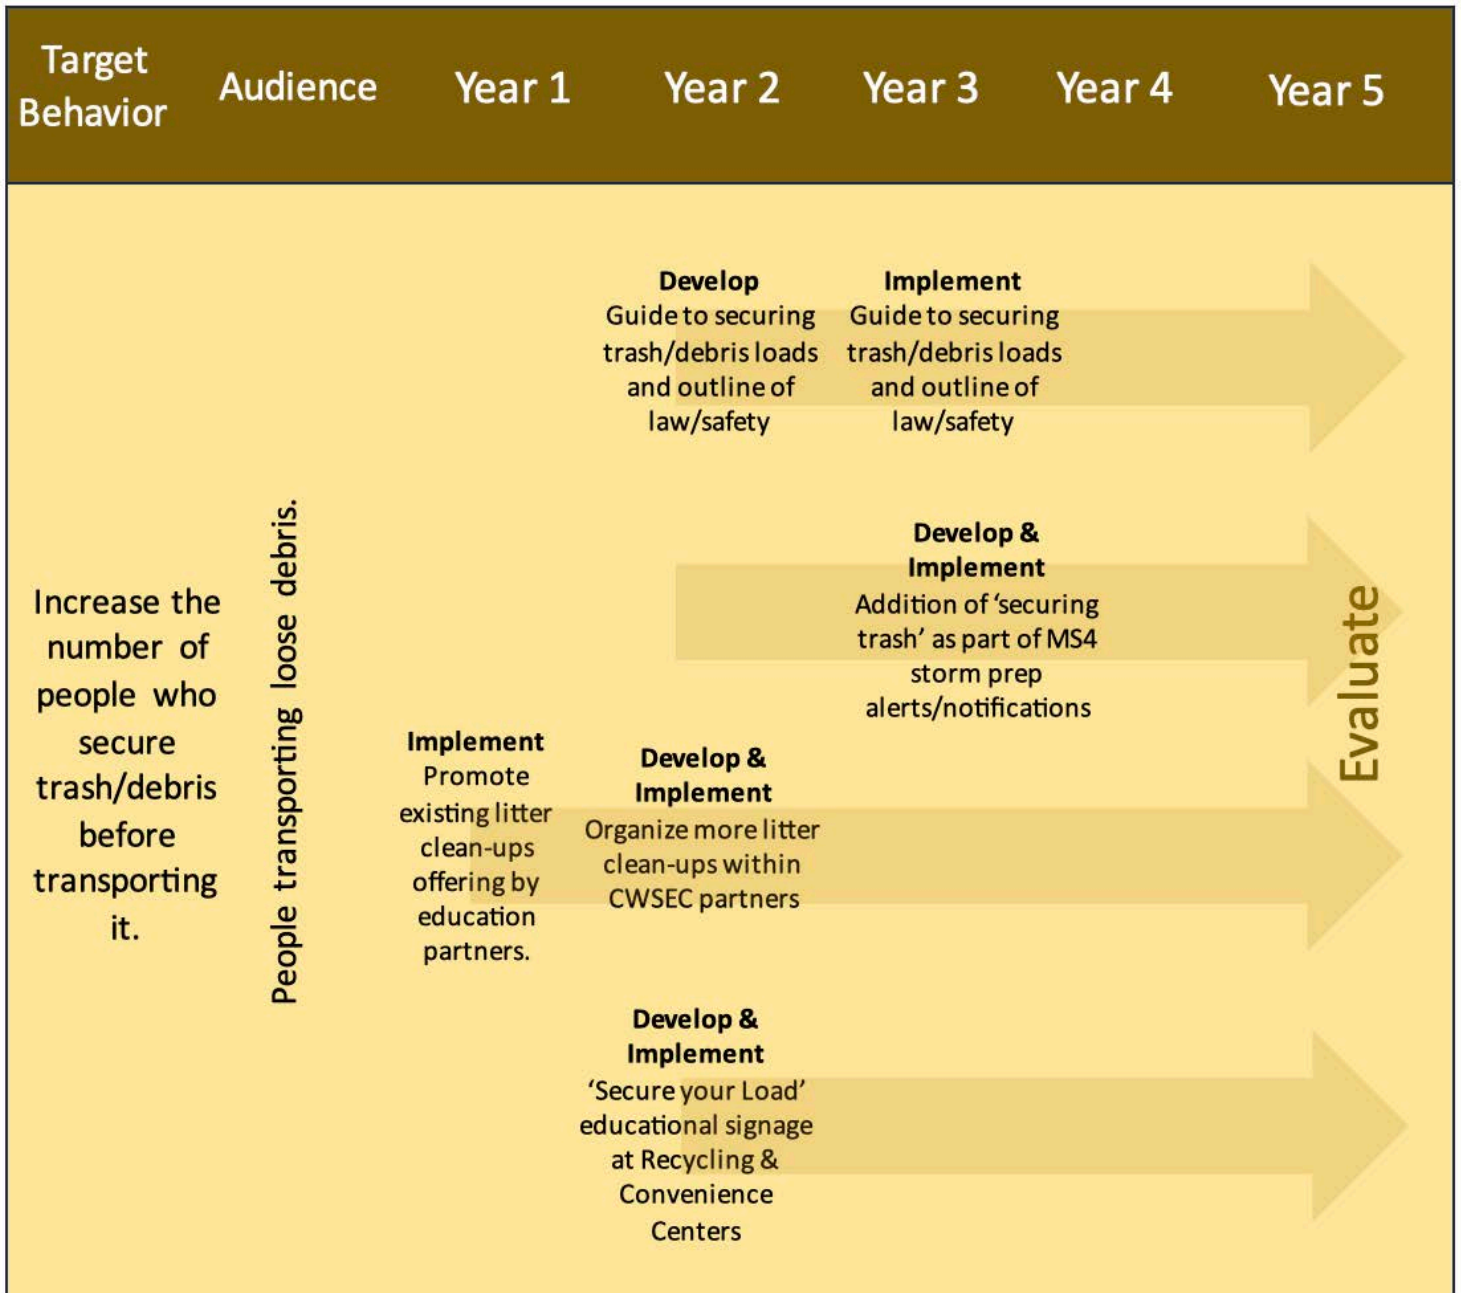 Target
Behavior
Audience
Year 1
Year 2
Year 3
Year 4
Year 5
Increase the
number of
people who
secure
trash/debris
before
transporting
it.
People transporting loose debris.
Develop
Guide to securing
trash/debris loads
and outline of
law/safety
Implement
Guide to securing
trash/debris loads
and outline of
law/safety
Develop &
Implement
Addition of ‘securing
trash’ as part of MS4
storm prep
alerts/notifications
Implement
Promote
existing litter
clean-ups
offering by
education
partners.
Develop &
Implement
Organize more litter
clean-ups within
CWSEC partners
Develop &
Implement
‘Secure your Load’
educational signage
at Recycling &
Convenience
Centers
Evaluate